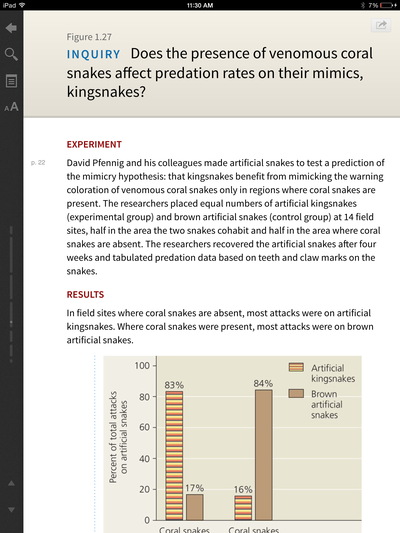 iPad
11:30 AM
7%
Figure 1.27
INQUIRY Does the presence of venomous coral
snakes affect predation rates on their mimics,
kingsnakes?
AA
EXPERIMENT
p. 22
David Pfennig and his colleagues made artificial snakes to test a prediction of
the mimicry hypothesis: that kingsnakes benefit from mimicking the warning
coloration of venomous coral snakes only in regions where coral snakes are
present. The researchers placed equal numbers of artificial kingsnakes
(experimental group) and brown artificial snakes (control group) at 14 field
sites, half in the area the two snakes cohabit and half in the area where coral
snakes are absent. The researchers recovered the artificial snakes after four
weeks and tabulated predation data based on teeth and claw marks on the
snakes.
RESULTS
In field sites where coral snakes are absent, most attacks were on artificial
kingsnakes. Where coral snakes were present, most attacks were on brown
artificial snakes.
Percent of total attacks
on artificial snakes
100
80
60
40
20
0
83%
17%
16%
84%
Artificial
kingsnakes
Brown
artificial
snakes
Coral snakes
Coral snakes